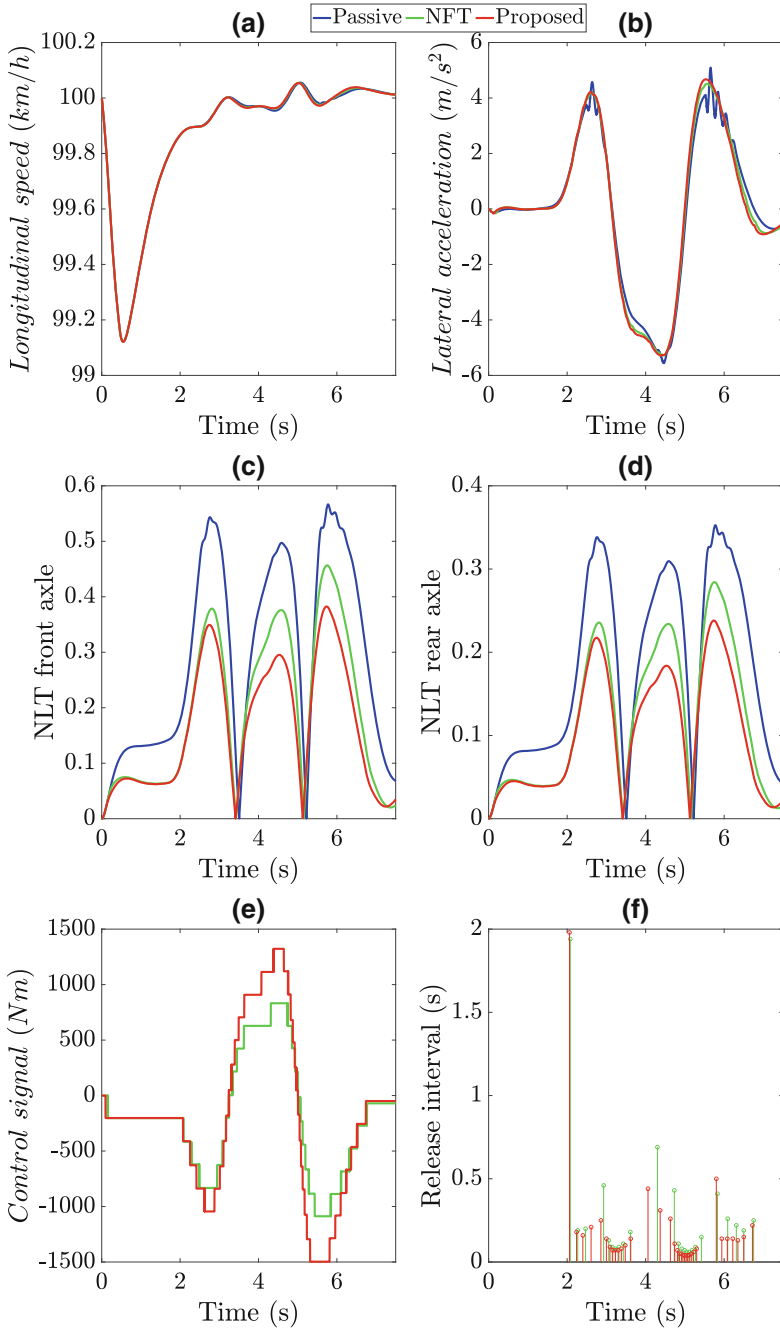 Passive NFT Proposed
(a)
100.2
100
99.8
99.6
99.4
99.2
99
Longitudinal speed (km/h)
0 2 4 6
Time (s)
(b)
6
4
2
0
-2
-4
-6
Lateral acceleration (m/s²)
0 2 4 6
Time (s)
(c)
0.6
0.5
0.4
0.3
0.2
0.1
0
NLT front axle
0 2 4 6
Time (s)
(d)
0.4
0.3
0.2
0.1
0
NLT rear axle
0 2 4 6
Time (s)
(e)
1500
1000
500
0
-500
-1000
-1500
Control signal (Nm)
0 2 4 6
Time (s)
(f)
2
1.5
1
0.5
0
Release interval (s)
0 2 4 6
Time (s)